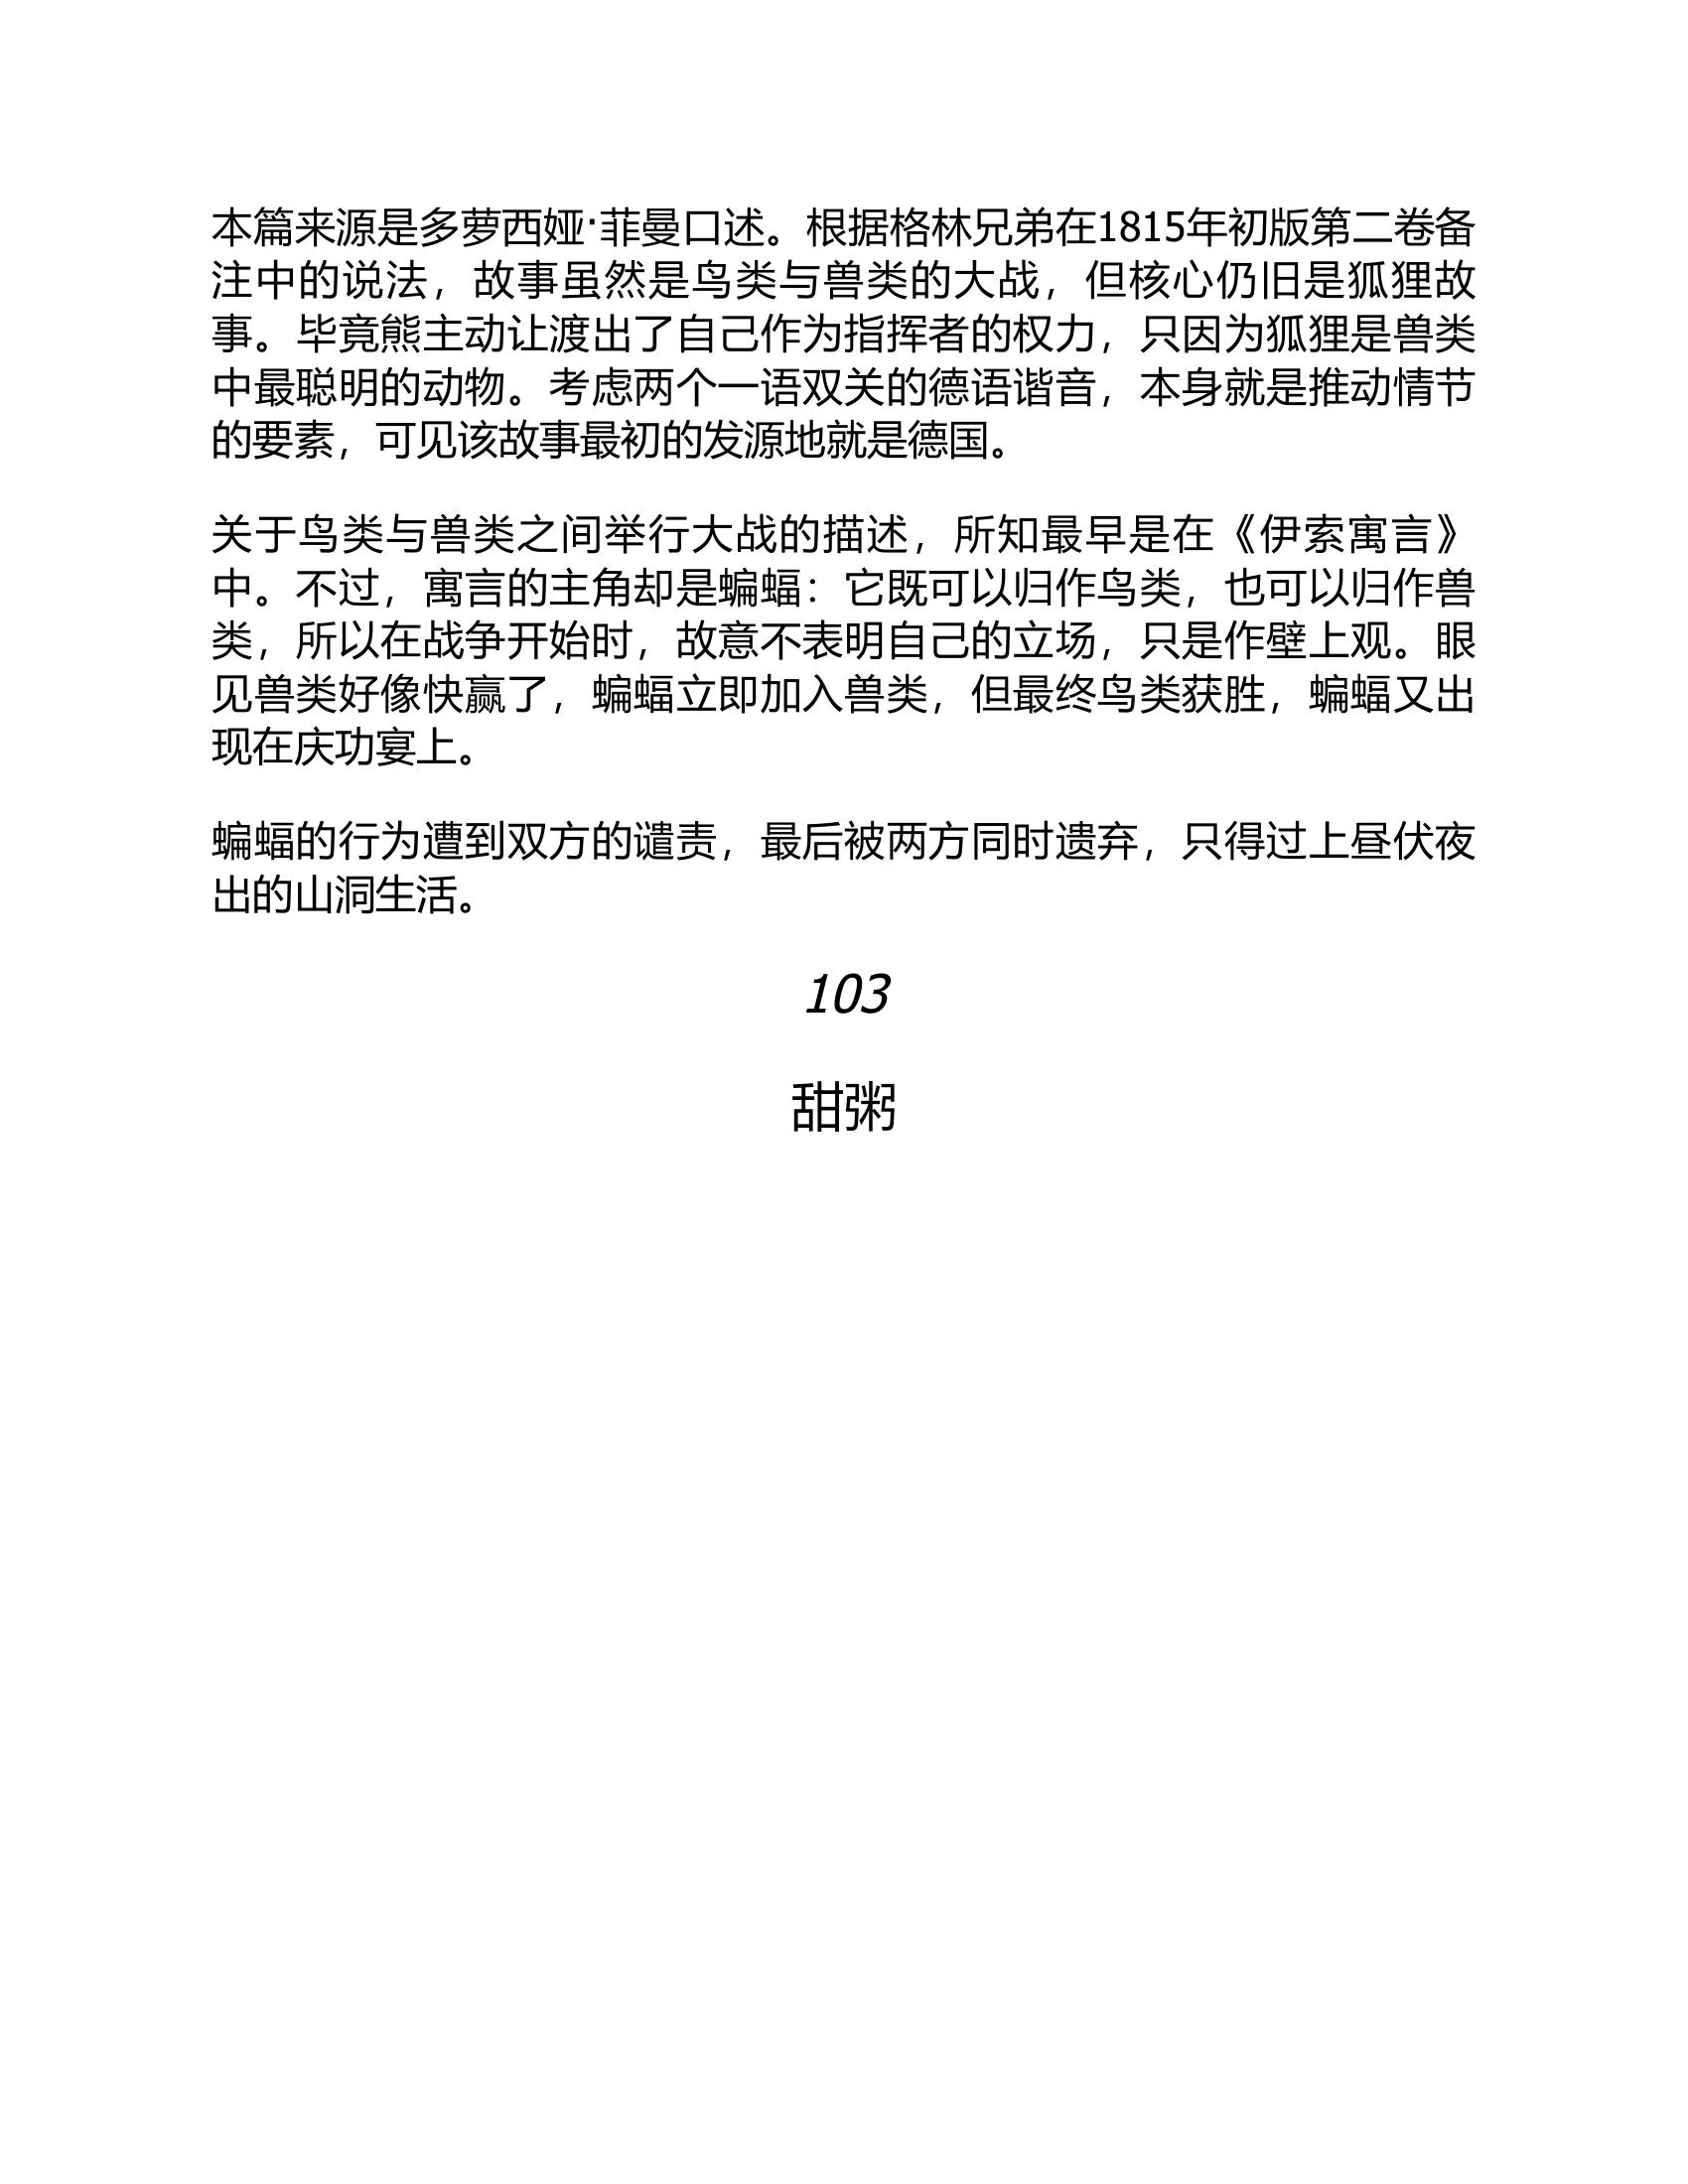 本篇来源是多萝西娅·菲曼口述。根据格林兄弟在1815年初版第二卷备
注中的说法，故事虽然是鸟类与兽类的大战，但核心仍旧是狐狸故
事。毕竟熊主动让渡出了自己作为指挥者的权力，只因为狐狸是兽类
中最聪明的动物。考虑两个一语双关的德语谐音，本身就是推动情节
的要素，可见该故事最初的发源地就是德国。
关于鸟类与兽类之间举行大战的描述，所知最早是在《伊索寓言》
中。不过，寓言的主角却是蝙蝠：它既可以归作鸟类，也可以归作兽
类，所以在战争开始时，故意不表明自己的立场，只是作壁上观。眼
见兽类好像快赢了，蝙蝠立即加入兽类，但最终鸟类获胜，蝙蝠又出
现在庆功宴上。
蝙蝠的行为遭到双方的谴责，最后被两方同时遗弃，只得过上昼伏夜
出的山洞生活。
103
甜粥